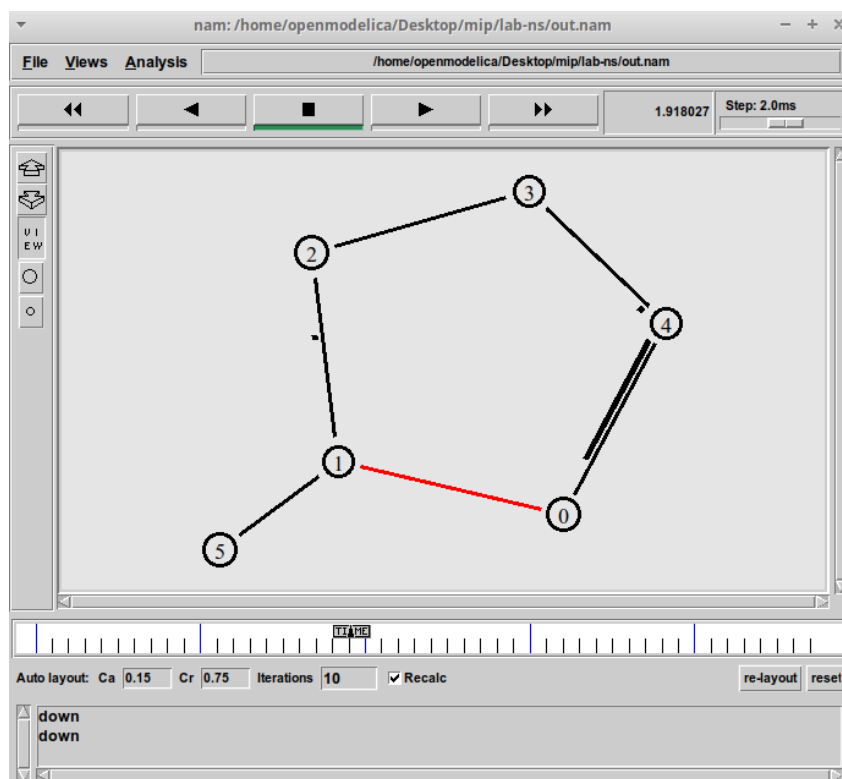 nam: /home/openmodelica/Desktop/mip/lab-ns/out.nam
File Views Analysis /home/openmodelica/Desktop/mip/lab-ns/out.nam
1.918027 Step: 2.0ms
VI
EW
3
2
4
1
0
5
TIME
Auto layout: Ca 0.15 Cr 0.75 Iterations 10 Recalc re-layout reset
down
down